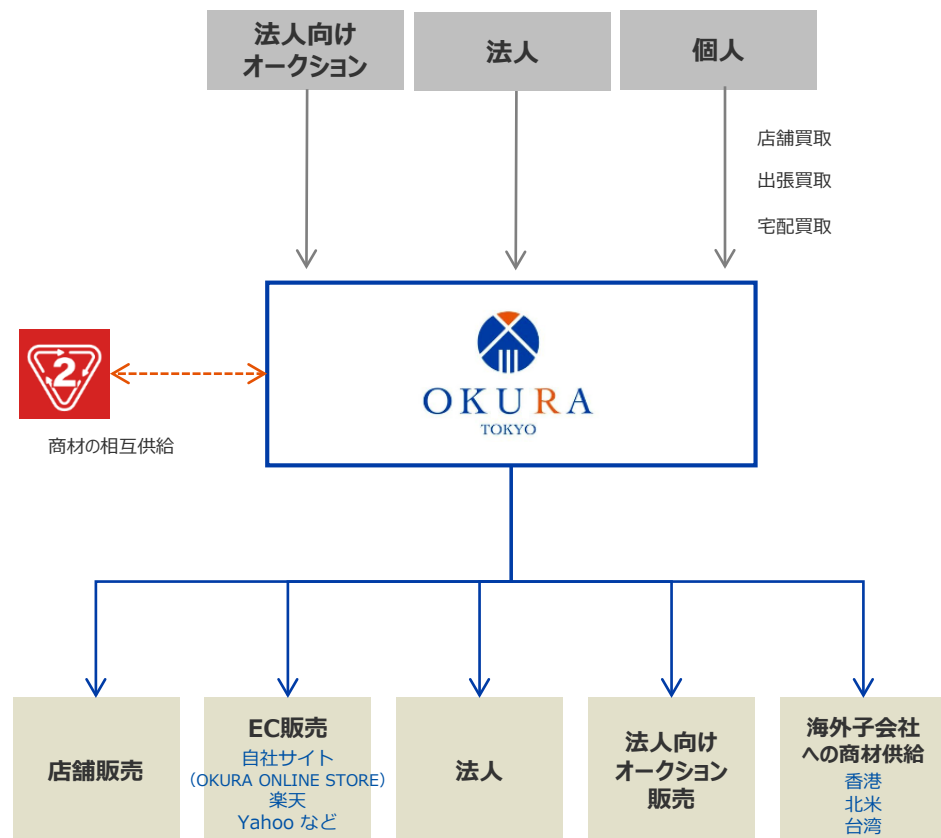 法人向け
オークション
法人
個人
店舗買取
出張買取
宅配買取
2
OKURA
TOKYO
商材の相互供給
店舗販売
EC販売
自社サイト
（OKURA ONLINE STORE）
楽天
Yahoo など
法人
法人向け
オークション
販売
海外子会社
への商材供給
香港
北米
台湾